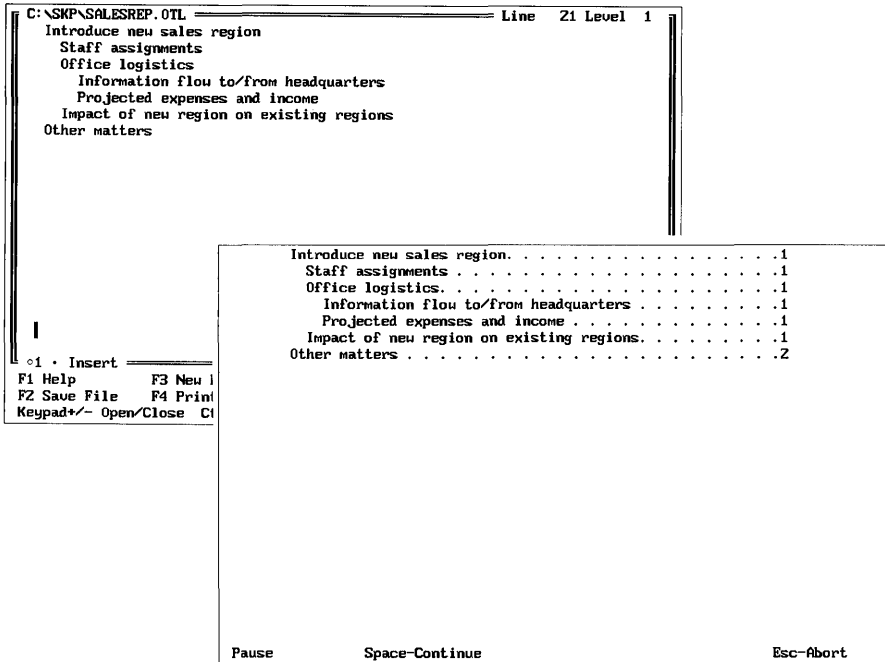 C:\SKP\SALESREP.OTL Line 21 Level 1
Introduce new sales region
Staff assignments
Office logistics
Information flow to/from headquarters
Projected expenses and income
Impact of new region on existing regions
Other matters
◦1 • Insert
F1 Help F3 New
F2 Save File F4 Print
Keypad+/- Open/Close
Introduce new sales region. . . . . . . . . . . . . . . . . . .1
Staff assignments . . . . . . . . . . . . . . . . . . . . . .1
Office logistics. . . . . . . . . . . . . . . . . . . . . . .1
Information flow to/from headquarters . . . . . . . . . .1
Projected expenses and income . . . . . . . . . . . . . .1
Impact of new region on existing regions. . . . . . . . .1
Other matters . . . . . . . . . . . . . . . . . . . . . . . . .2
Pause Space-Continue Esc-Abort